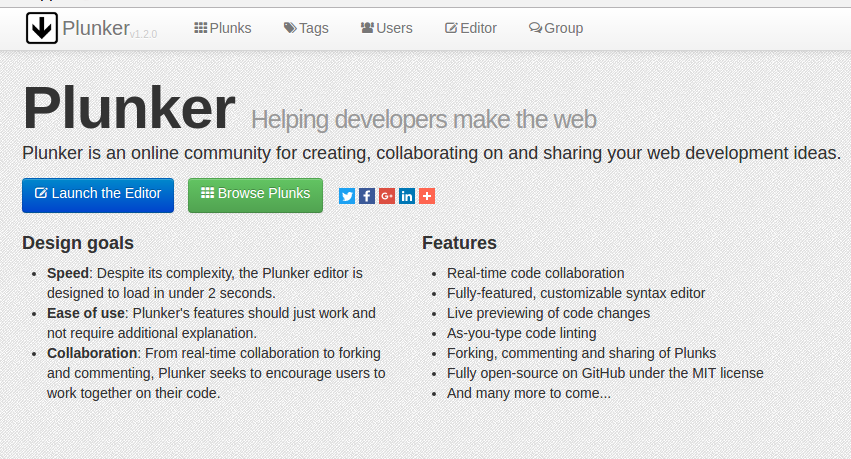 Plunker v1.2.0 Plunks Tags Users Editor Group
Plunker Helping developers make the web
Plunker is an online community for creating, collaborating on and sharing your web development ideas.
Launch the Editor Browse Plunks
Design goals
Speed: Despite its complexity, the Plunker editor is
designed to load in under 2 seconds.
Ease of use: Plunker's features should just work and
not require additional explanation.
Collaboration: From real-time collaboration to forking
and commenting, Plunker seeks to encourage users to
work together on their code.
Features
Real-time code collaboration
Fully-featured, customizable syntax editor
Live previewing of code changes
As-you-type code linting
Forking, commenting and sharing of Plunks
Fully open-source on GitHub under the MIT license
And many more to come...